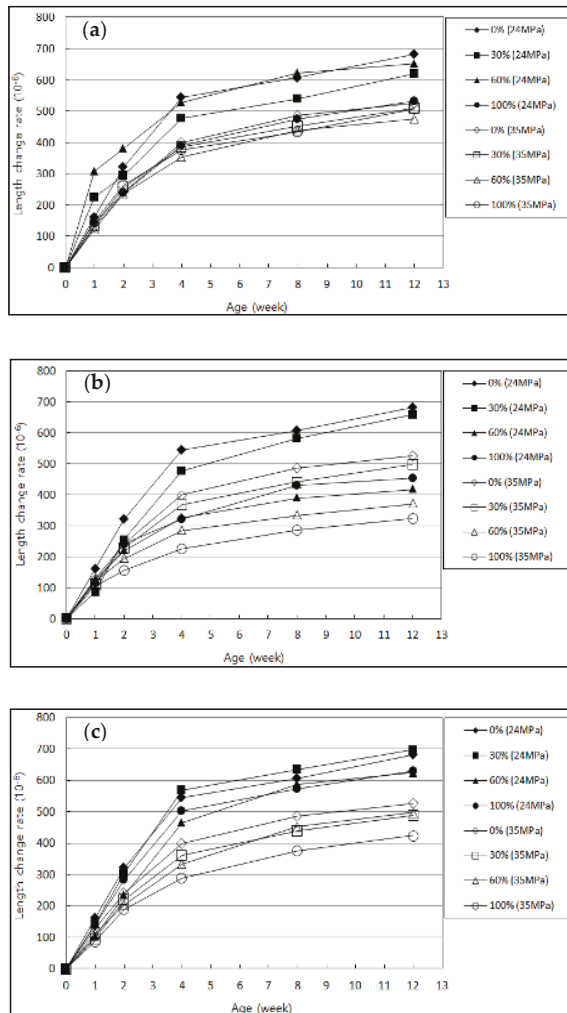 (a)
Length change rate (10-6)
800
700
600
500
400
300
200
100
0
0 1 2 3 4 5 6 7 8 9 10 11 12 13
Age (week)
0% (24MPa)
30% (24MPa)
60% (24MPa)
100% (24MPa)
0% (35MPa)
30% (35MPa)
60% (35MPa)
100% (35MPa)
(b)
Length change rate (10-6)
800
700
600
500
400
300
200
100
0
0 1 2 3 4 5 6 7 8 9 10 11 12 13
Age (week)
0% (24MPa)
30% (24MPa)
60% (24MPa)
100% (24MPa)
0% (35MPa)
30% (35MPa)
60% (35MPa)
100% (35MPa)
(c)
Length change rate (10-6)
800
700
600
500
400
300
200
100
0
0 1 2 3 4 5 6 7 8 9 10 11 12 13
Age (week)
0% (24MPa)
30% (24MPa)
60% (24MPa)
100% (24MPa)
0% (35MPa)
30% (35MPa)
60% (35MPa)
100% (35MPa)